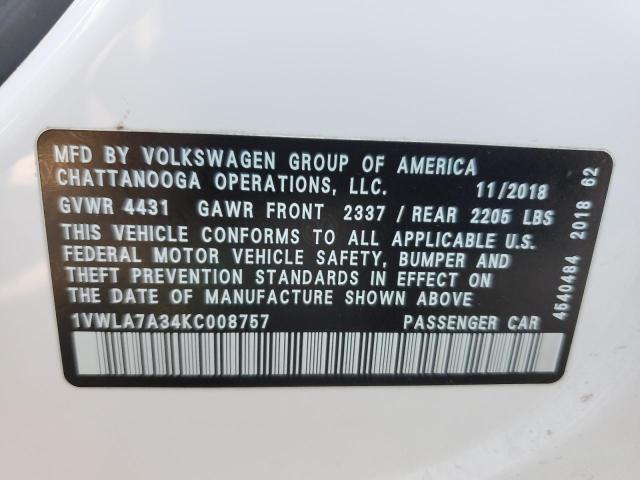 MFD BY VOLKSWAGEN GROUP OF AMERICA
CHATTANOOGA OPERATIONS, LLC. 11/2018
GVWR 4431 GAWR FRONT 2337 / REAR 2205 LBS
THIS VEHICLE CONFORMS TO ALL APPLICABLE U.S.
FEDERAL MOTOR VEHICLE SAFETY, BUMPER AND
THEFT PREVENTION STANDARDS IN EFFECT ON
THE DATE OF MANUFACTURE SHOWN ABOVE
1VWLA7A34KC008757 PASSENGER CAR
4540484 2018 62